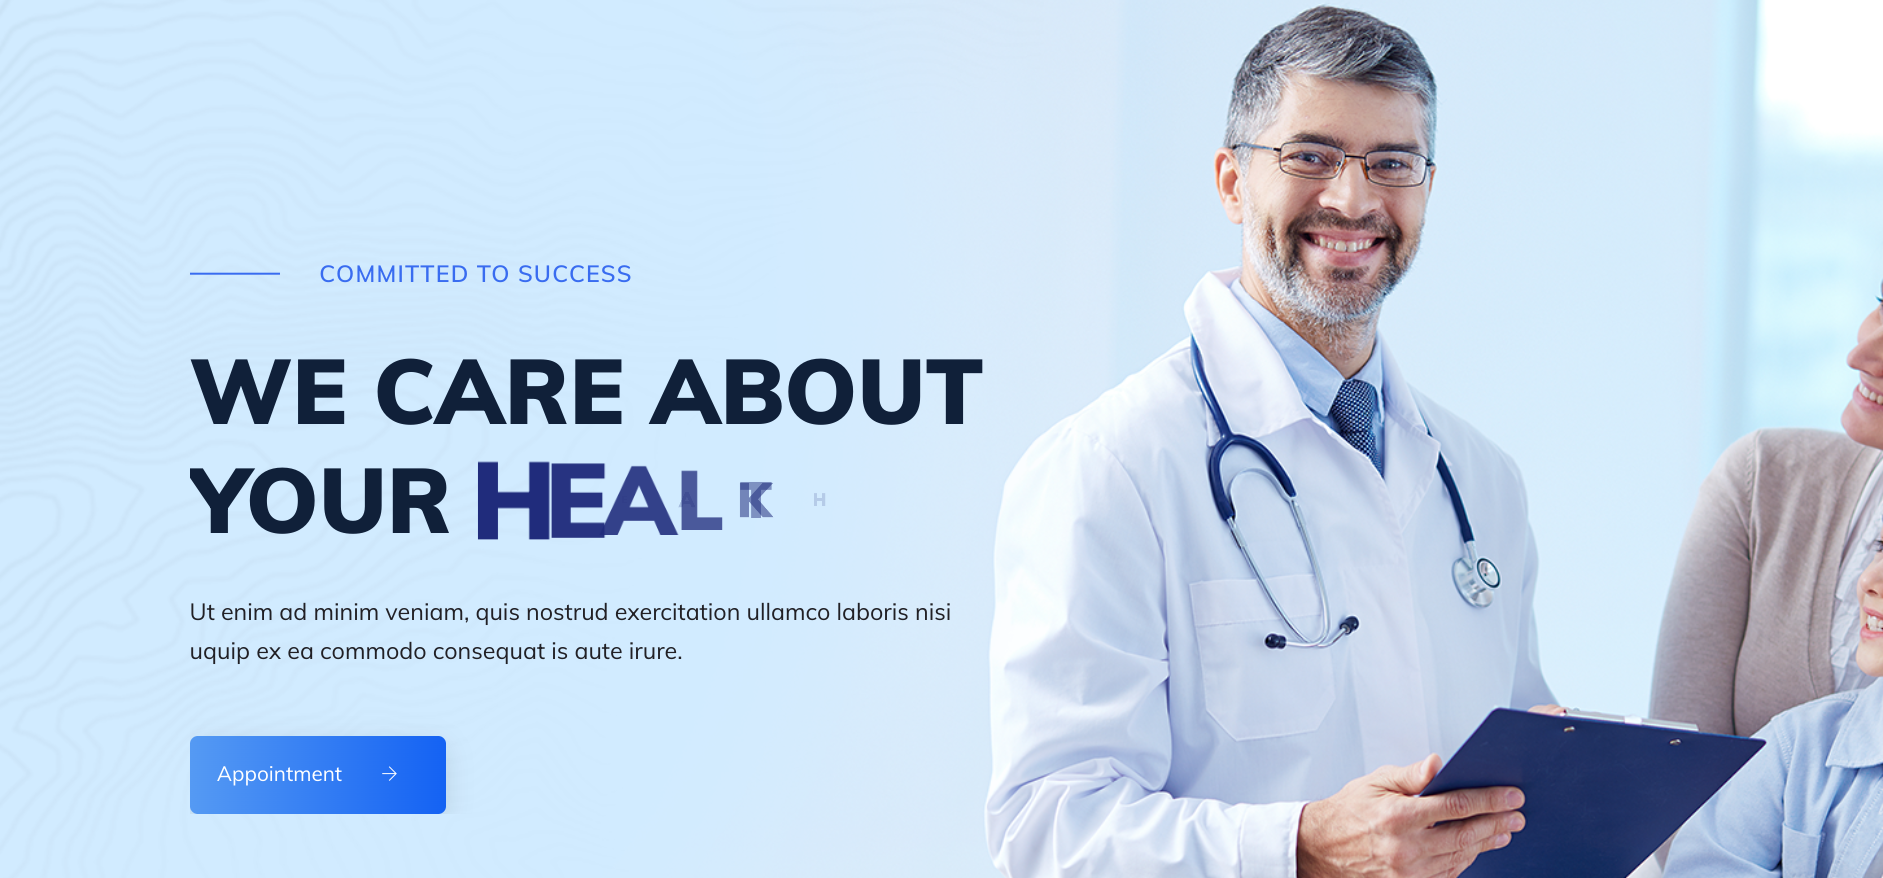 COMMITTED TO SUCCESS
WE CARE ABOUT
YOUR HEAL
Ut enim ad minim veniam, quis nostrud exercitation ullamco laboris nisi
uquip ex ea commodo consequat is aute irure.
Appointment